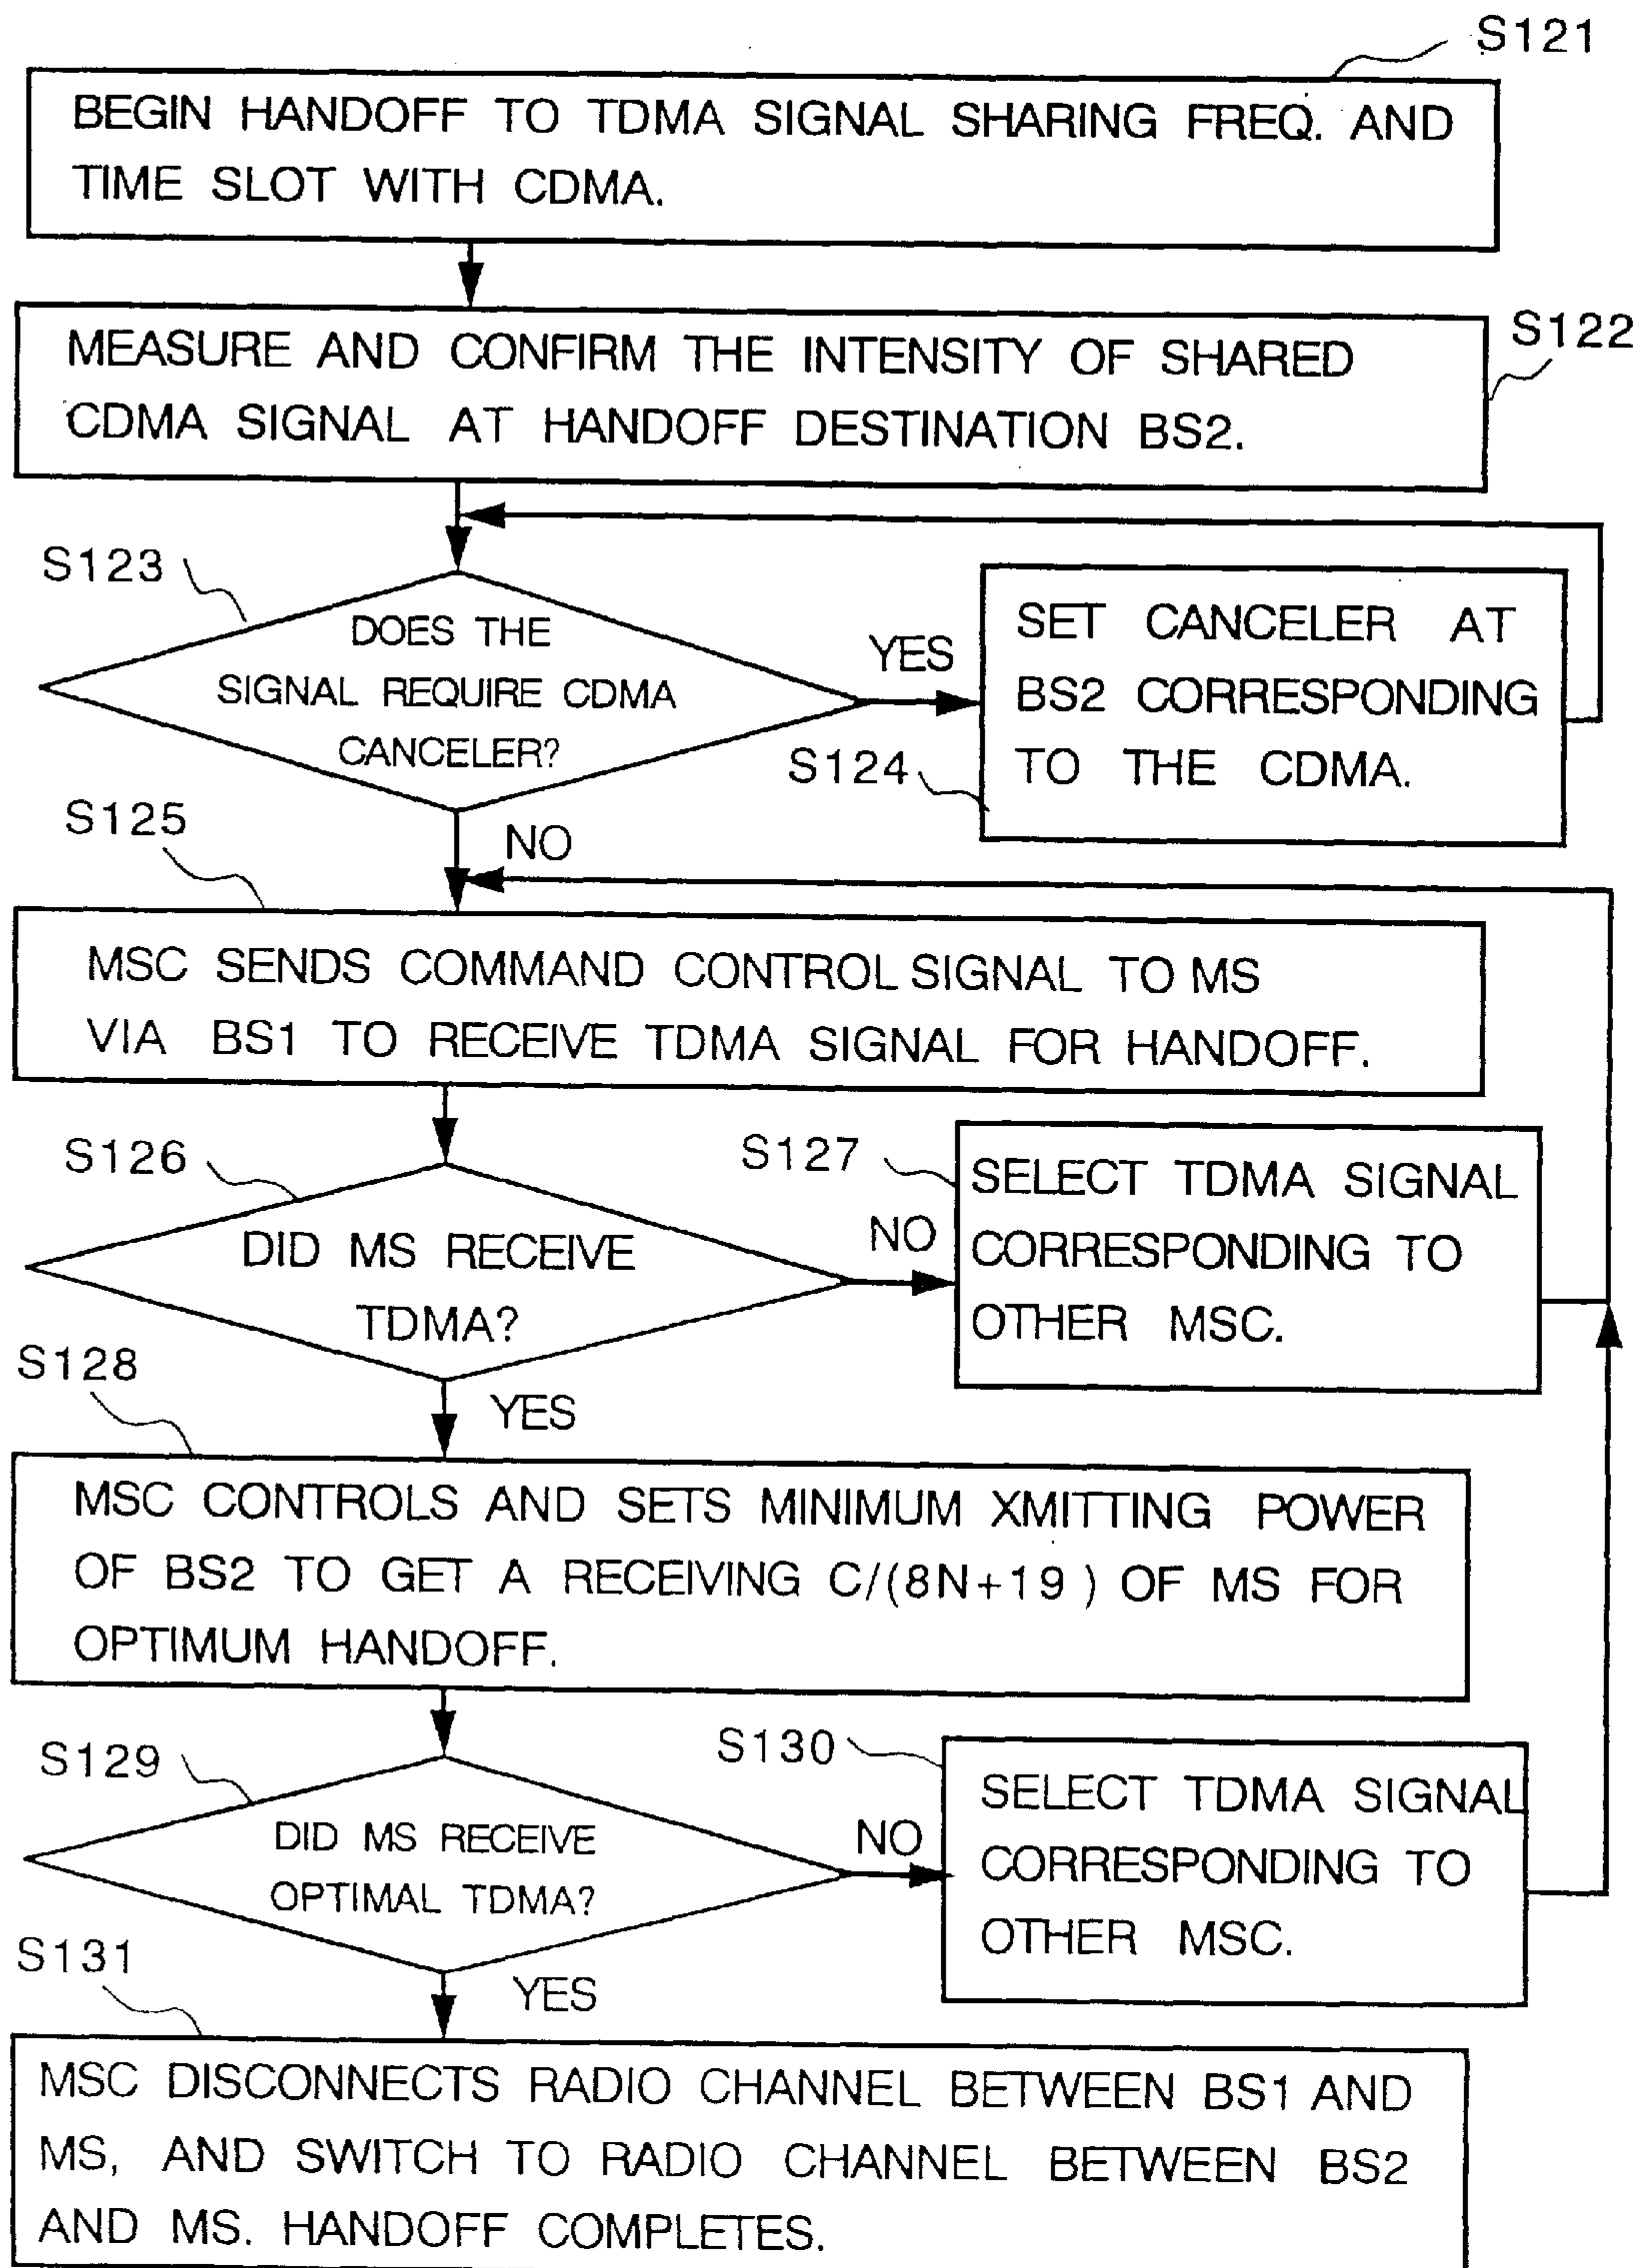 S121
BEGIN HANDOFF TO TDMA SIGNAL SHARING FREQ. AND
TIME SLOT WITH CDMA.
S122
MEASURE AND CONFIRM THE INTENSITY OF SHARED
CDMA SIGNAL AT HANDOFF DESTINATION BS2.
S123
DOES THE
SIGNAL REQUIRE CDMA
CANCELER?
YES
S124
SET CANCELER AT
BS2 CORRESPONDING
TO THE CDMA.
NO
S125
MSC SENDS COMMAND CONTROL SIGNAL TO MS
VIA BS1 TO RECEIVE TDMA SIGNAL FOR HANDOFF.
S126
DID MS RECEIVE
TDMA?
NO
S127
SELECT TDMA SIGNAL
CORRESPONDING TO
OTHER MSC.
YES
S128
MSC CONTROLS AND SETS MINIMUM XMITTING POWER
OF BS2 TO GET A RECEIVING C/(8N+19 ) OF MS FOR
OPTIMUM HANDOFF.
S129
DID MS RECEIVE
OPTIMAL TDMA?
NO
S130
SELECT TDMA SIGNAL
CORRESPONDING TO
OTHER MSC.
YES
S131
MSC DISCONNECTS RADIO CHANNEL BETWEEN BS1 AND
MS, AND SWITCH TO RADIO CHANNEL BETWEEN BS2
AND MS. HANDOFF COMPLETES.